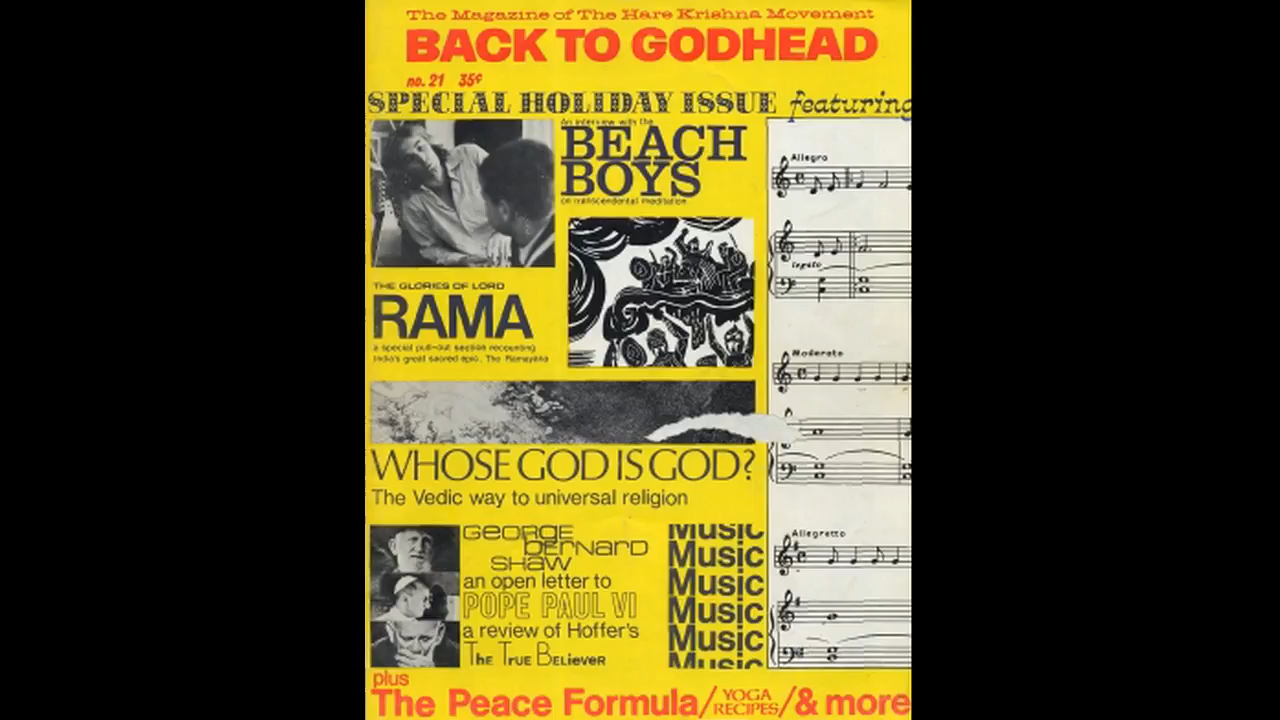 The Magazine of The Hare Krishna Movement
BACK TO GODHEAD
no. 21 35¢
SPECIAL HOLIDAY ISSUE featuring
An interview with the
BEACH
BOYS
on transcendental meditation
THE GLORIES OF LORD
RAMA
a special pull-out section recounting
India's great sacred epic, The Ramayana
WHOSE GOD IS GOD?
The Vedic way to universal religion
GEORGE
BERNARD
SHAW
an open letter to
POPE PAUL VI
a review of Hoffer's
THE TRUE BELIEVER
Music
Music
Music
Music
Music
Music
Allegro
legato
Moderato
Allegretto
plus
The Peace Formula/YOGA RECIPES/& more